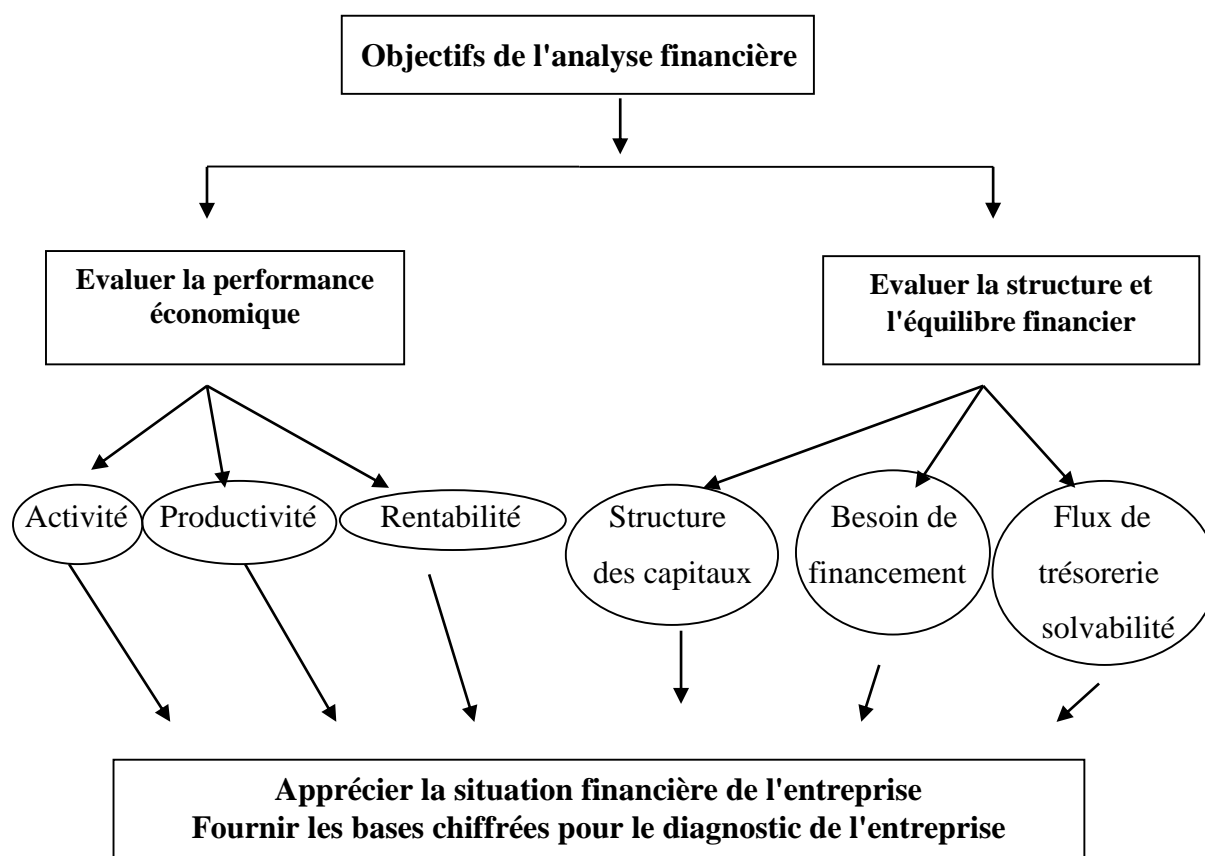 Objectifs de l'analyse financière
Evaluer la performance
économique
Evaluer la structure et
l'équilibre financier
Activité
Productivité
Rentabilité
Structure
des capitaux
Besoin de
financement
Flux de
trésorerie
solvabilité
Apprécier la situation financière de l'entreprise
Fournir les bases chiffrées pour le diagnostic de l'entreprise